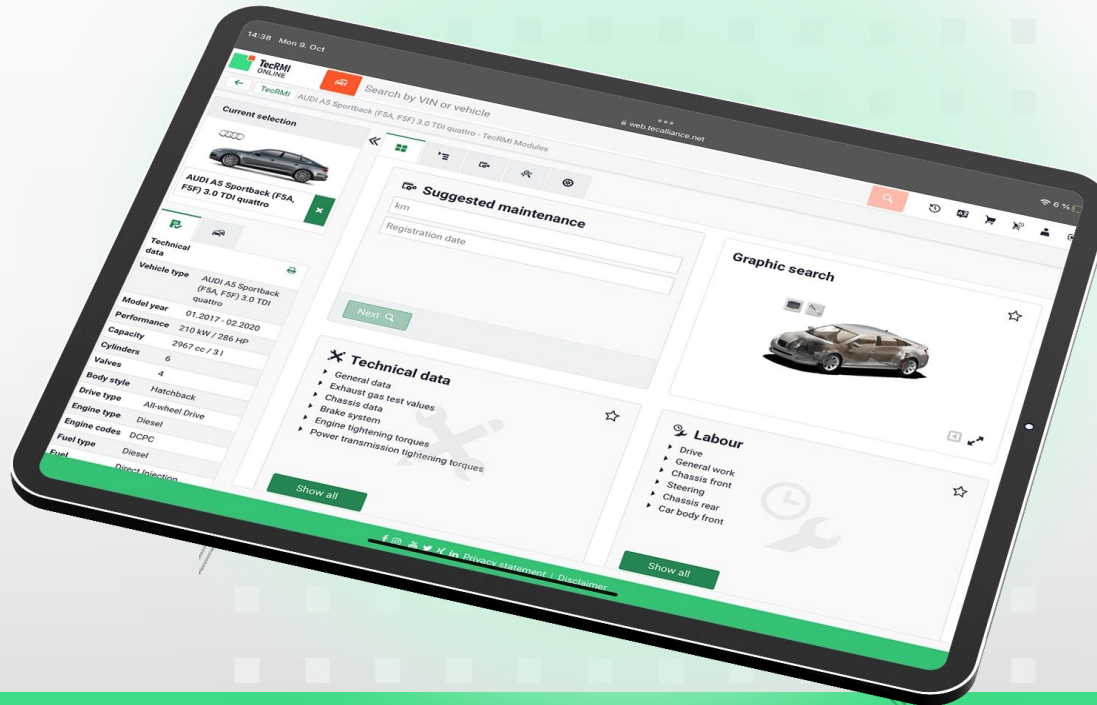 14:38 Mon 9. Oct
web.tecalliance.net
6 %
TecRMI
ONLINE
Search by VIN or vehicle
TecRMI
AUDI A5 Sportback (F5A, F5F) 3.0 TDI quattro - TecRMI Modules
Current selection
AUDI A5 Sportback (F5A,
F5F) 3.0 TDI quattro
Technical
data
Vehicle type AUDI A5 Sportback
(F5A, F5F) 3.0 TDI
quattro
Model year 01.2017 - 02.2020
Performance 210 kW / 286 HP
Capacity 2967 cc / 3 l
Cylinders 6
Valves 4
Body style Hatchback
Drive type All-wheel Drive
Engine type Diesel
Engine codes DCPC
Fuel type Diesel
Fuel Direct Injection
Suggested maintenance
km
Registration date
Next
Graphic search
Technical data
General data
Exhaust gas test values
Chassis data
Brake system
Engine tightening torques
Power transmission tightening torques
Show all
Labour
Drive
General work
Chassis front
Steering
Chassis rear
Car body front
Show all
Privacy statement | Disclaimer